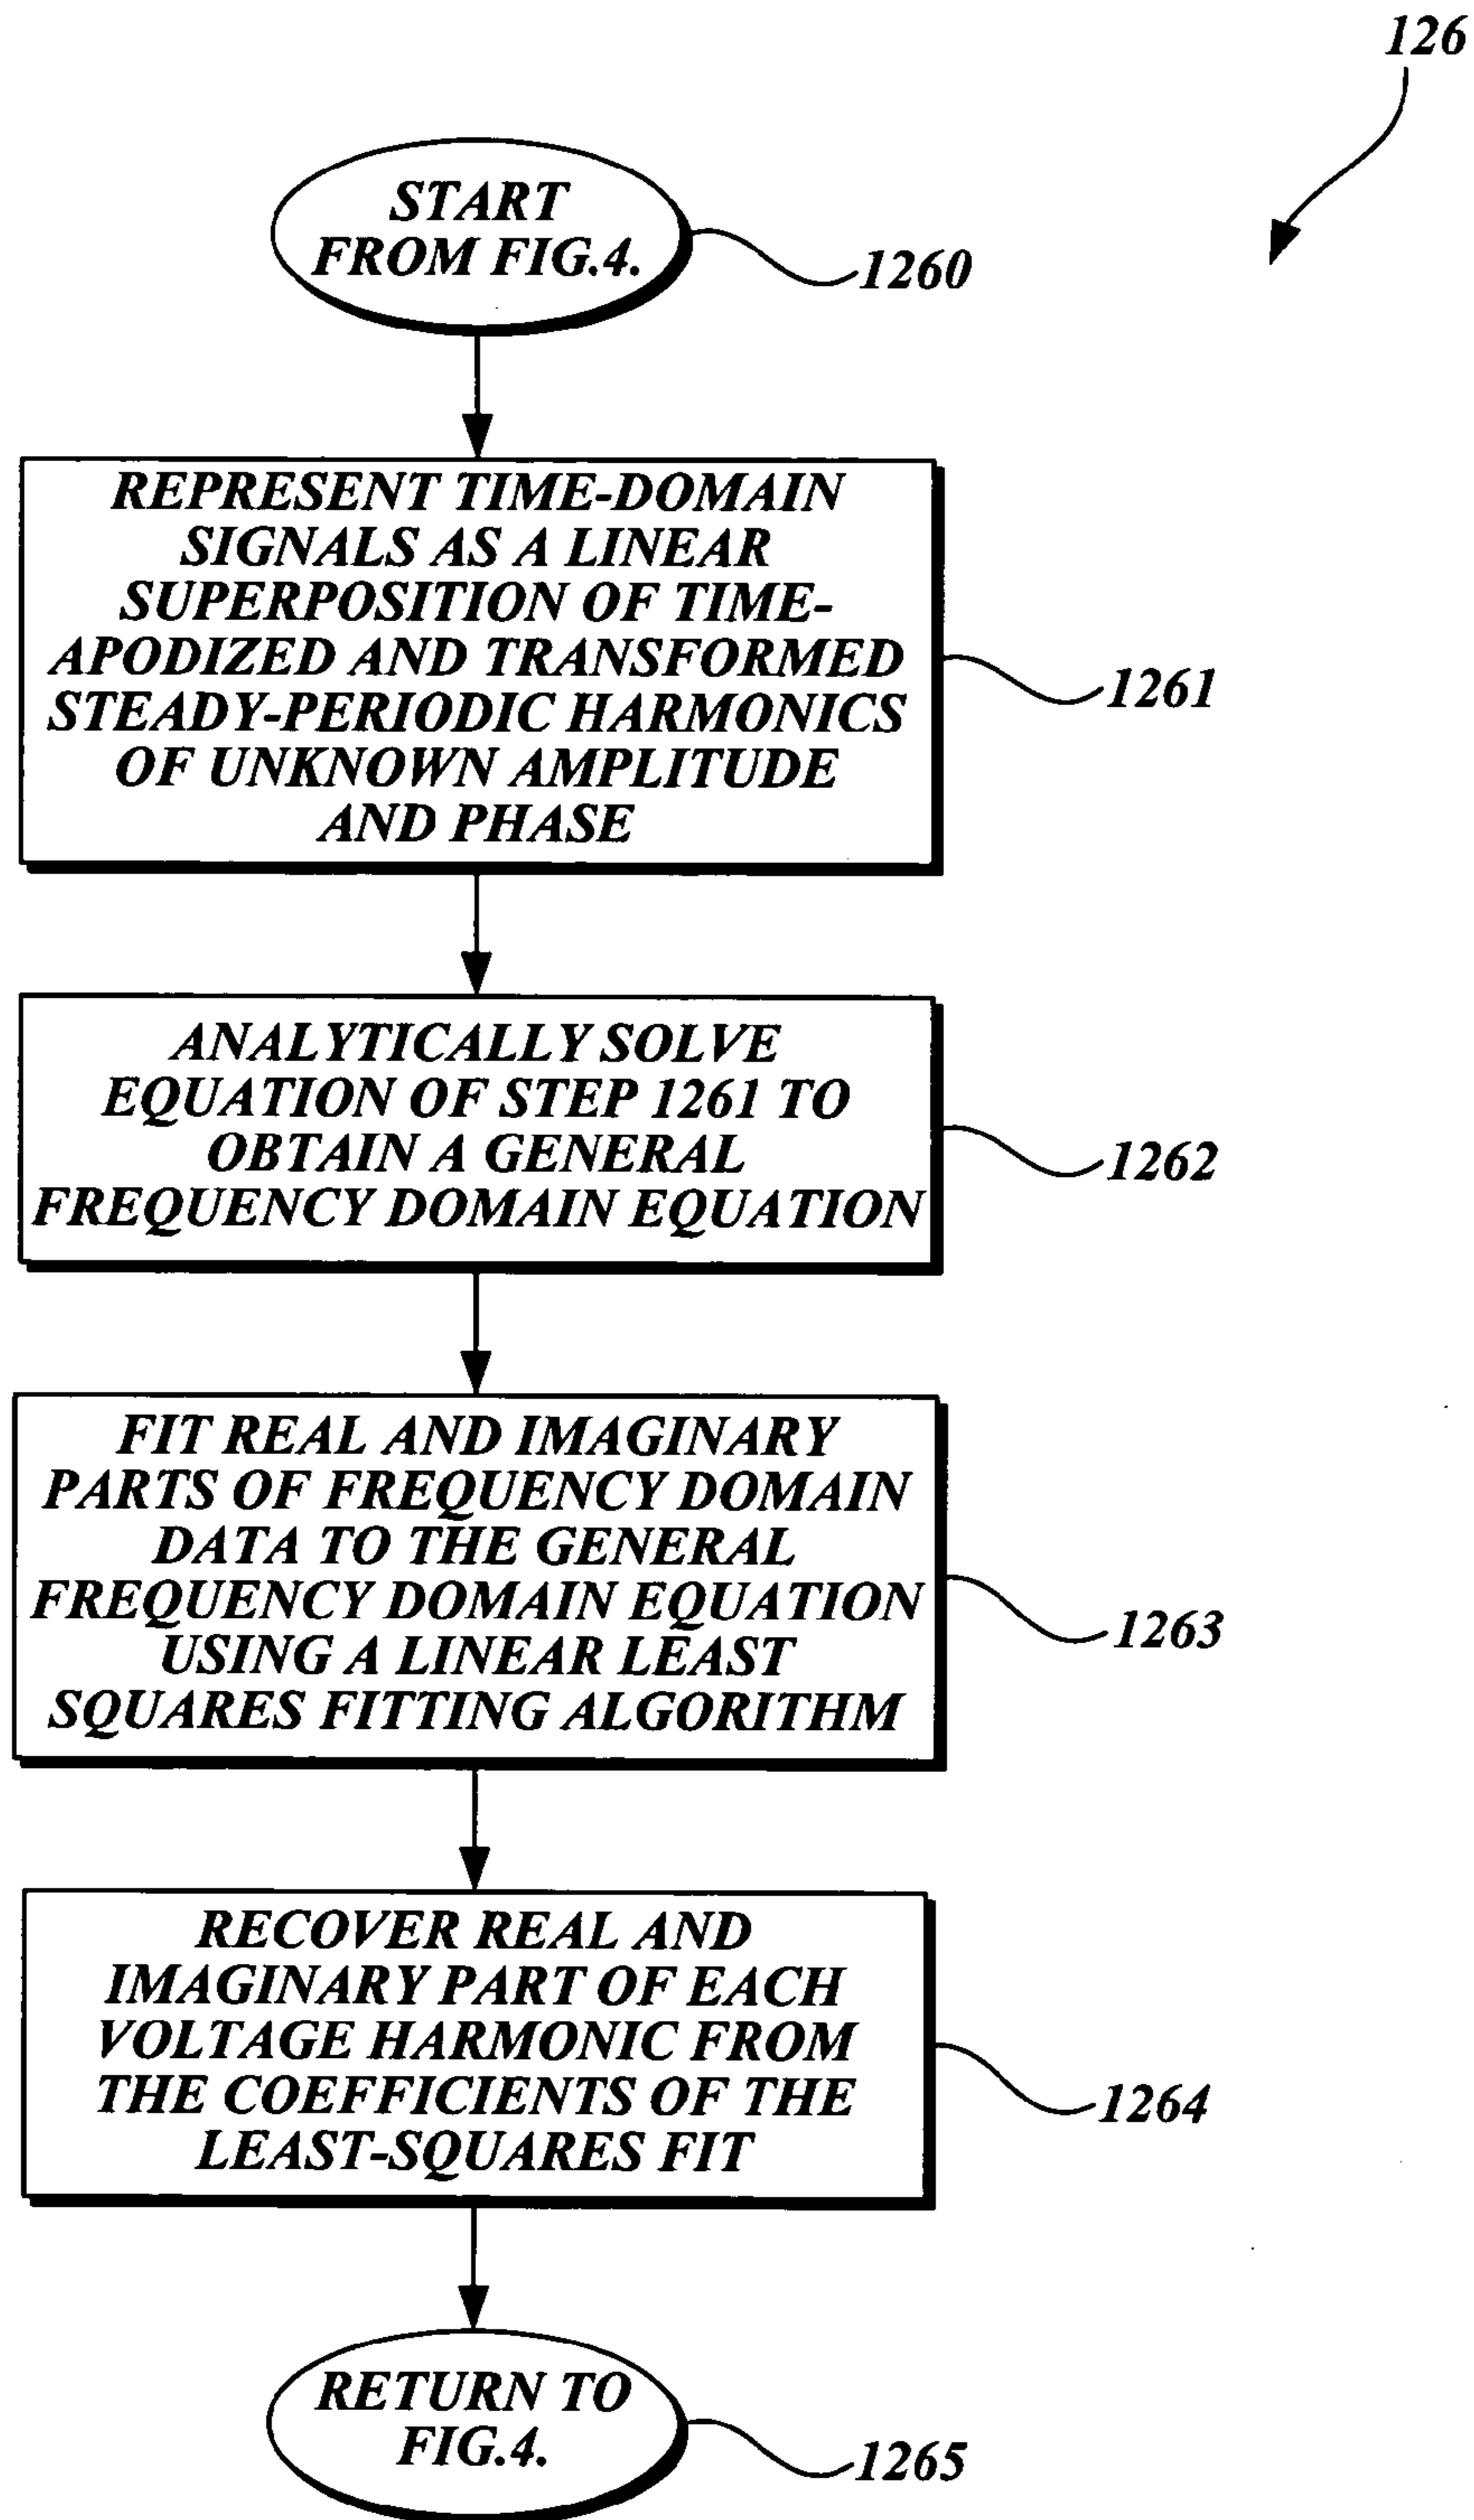 126
START
FROM FIG.4.
1260
REPRESENT TIME-DOMAIN
SIGNALS AS A LINEAR
SUPERPOSITION OF TIME-
APODIZED AND TRANSFORMED
STEADY-PERIODIC HARMONICS
OF UNKNOWN AMPLITUDE
AND PHASE
1261
ANALYTICALLY SOLVE
EQUATION OF STEP 1261 TO
OBTAIN A GENERAL
FREQUENCY DOMAIN EQUATION
1262
FIT REAL AND IMAGINARY
PARTS OF FREQUENCY DOMAIN
DATA TO THE GENERAL
FREQUENCY DOMAIN EQUATION
USING A LINEAR LEAST
SQUARES FITTING ALGORITHM
1263
RECOVER REAL AND
IMAGINARY PART OF EACH
VOLTAGE HARMONIC FROM
THE COEFFICIENTS OF THE
LEAST-SQUARES FIT
1264
RETURN TO
FIG.4.
1265